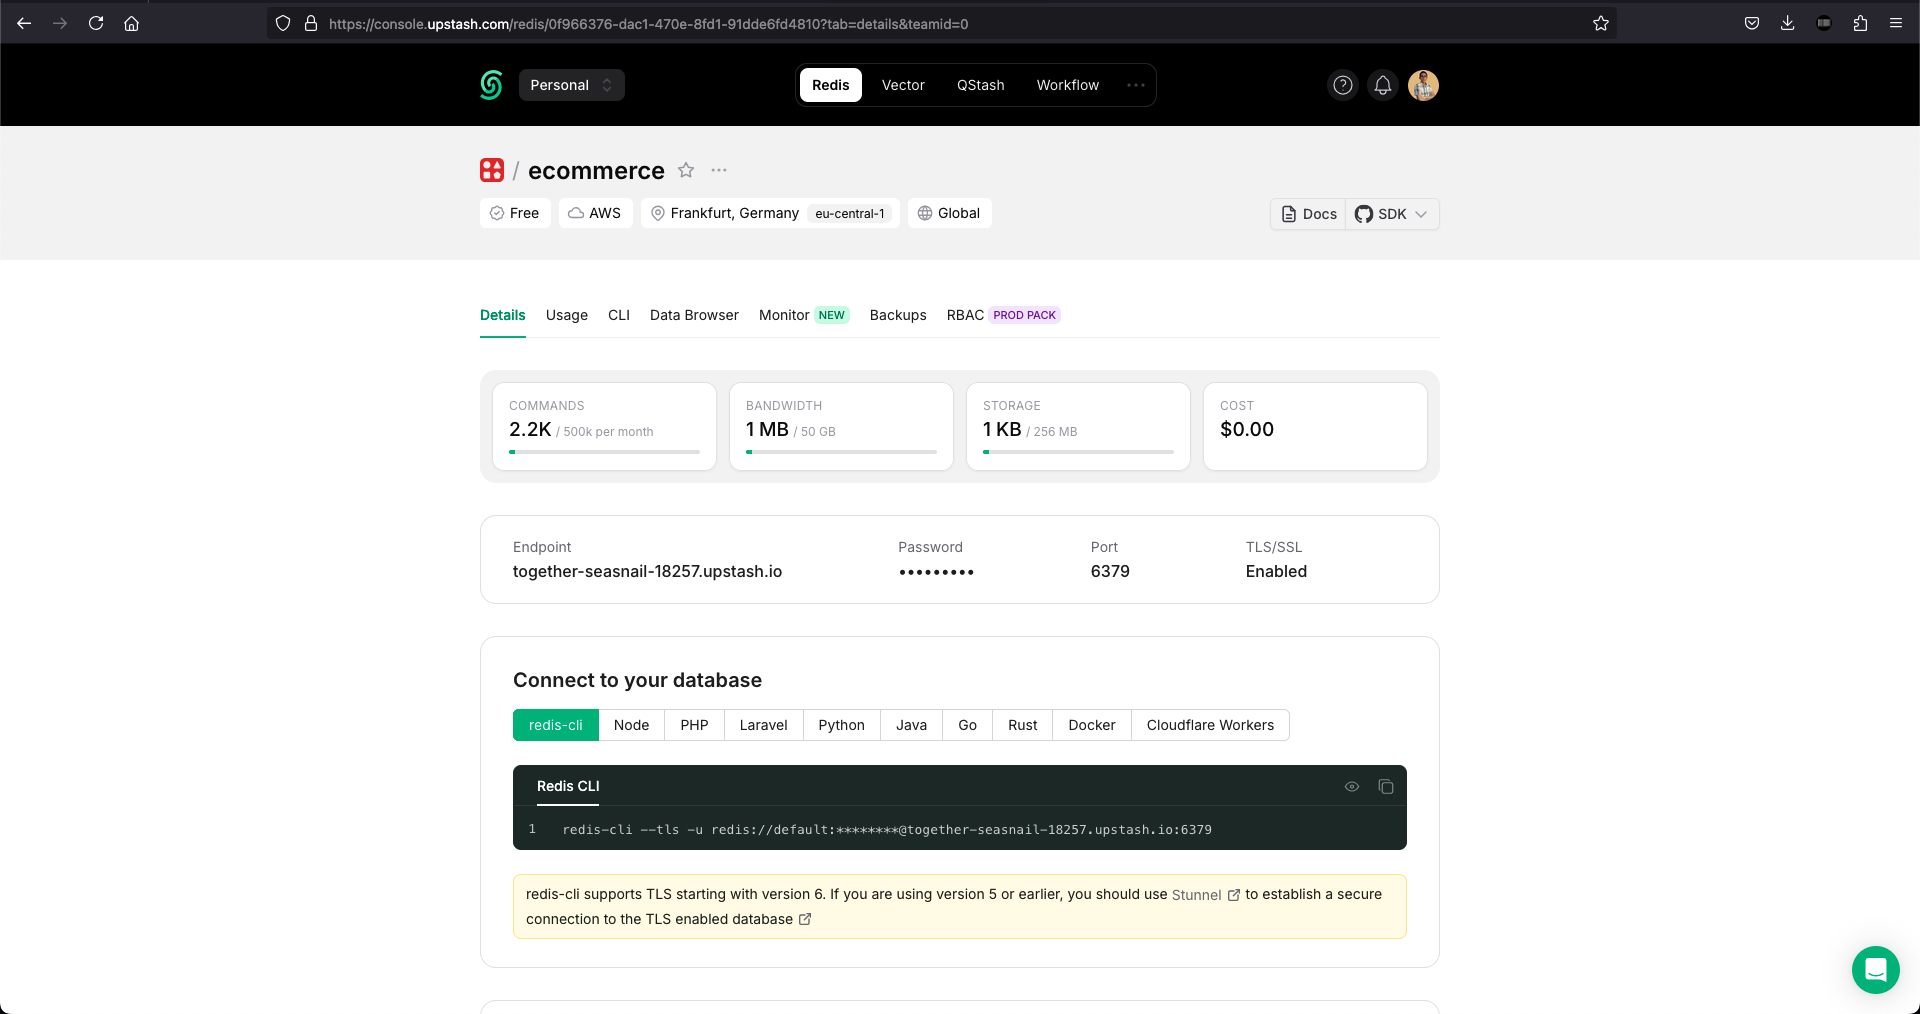 https://console.upstash.com/redis/0f966376-dac1-470e-8fd1-91dde6fd4810?tab=details&teamid=0
Personal
Redis Vector QStash Workflow
/ ecommerce
Free AWS Frankfurt, Germany eu-central-1 Global
Docs SDK
Details Usage CLI Data Browser Monitor NEW Backups RBAC PROD PACK
COMMANDS BANDWIDTH STORAGE COST
2.2K / 500k per month 1 MB / 50 GB 1 KB / 256 MB $0.00
Endpoint Password Port TLS/SSL
together-seasnail-18257.upstash.io ••••••••• 6379 Enabled
Connect to your database
redis-cli Node PHP Laravel Python Java Go Rust Docker Cloudflare Workers
Redis CLI
1 redis-cli --tls -u redis://default:********@together-seasnail-18257.upstash.io:6379
redis-cli supports TLS starting with version 6. If you are using version 5 or earlier, you should use Stunnel to establish a secure
connection to the TLS enabled database